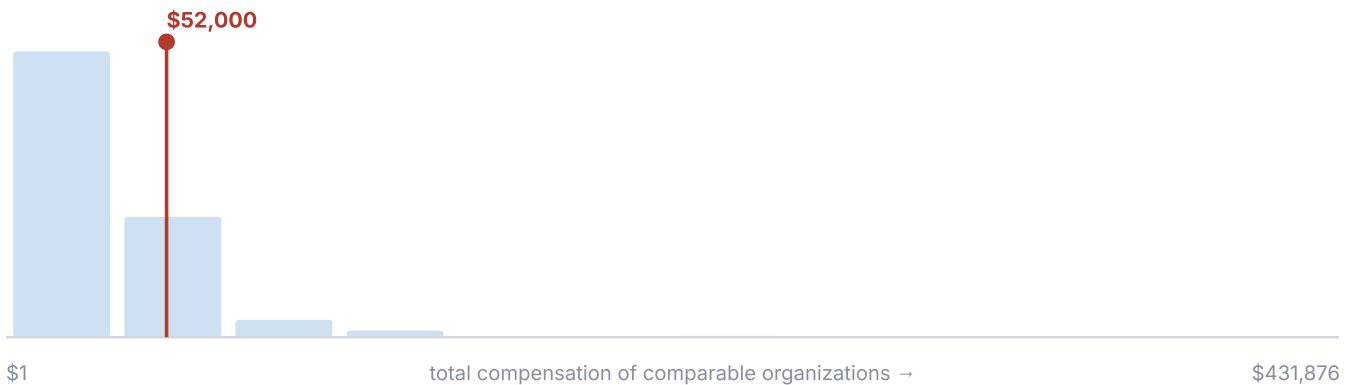 $52,000
$1 total compensation of comparable organizations → $431,876